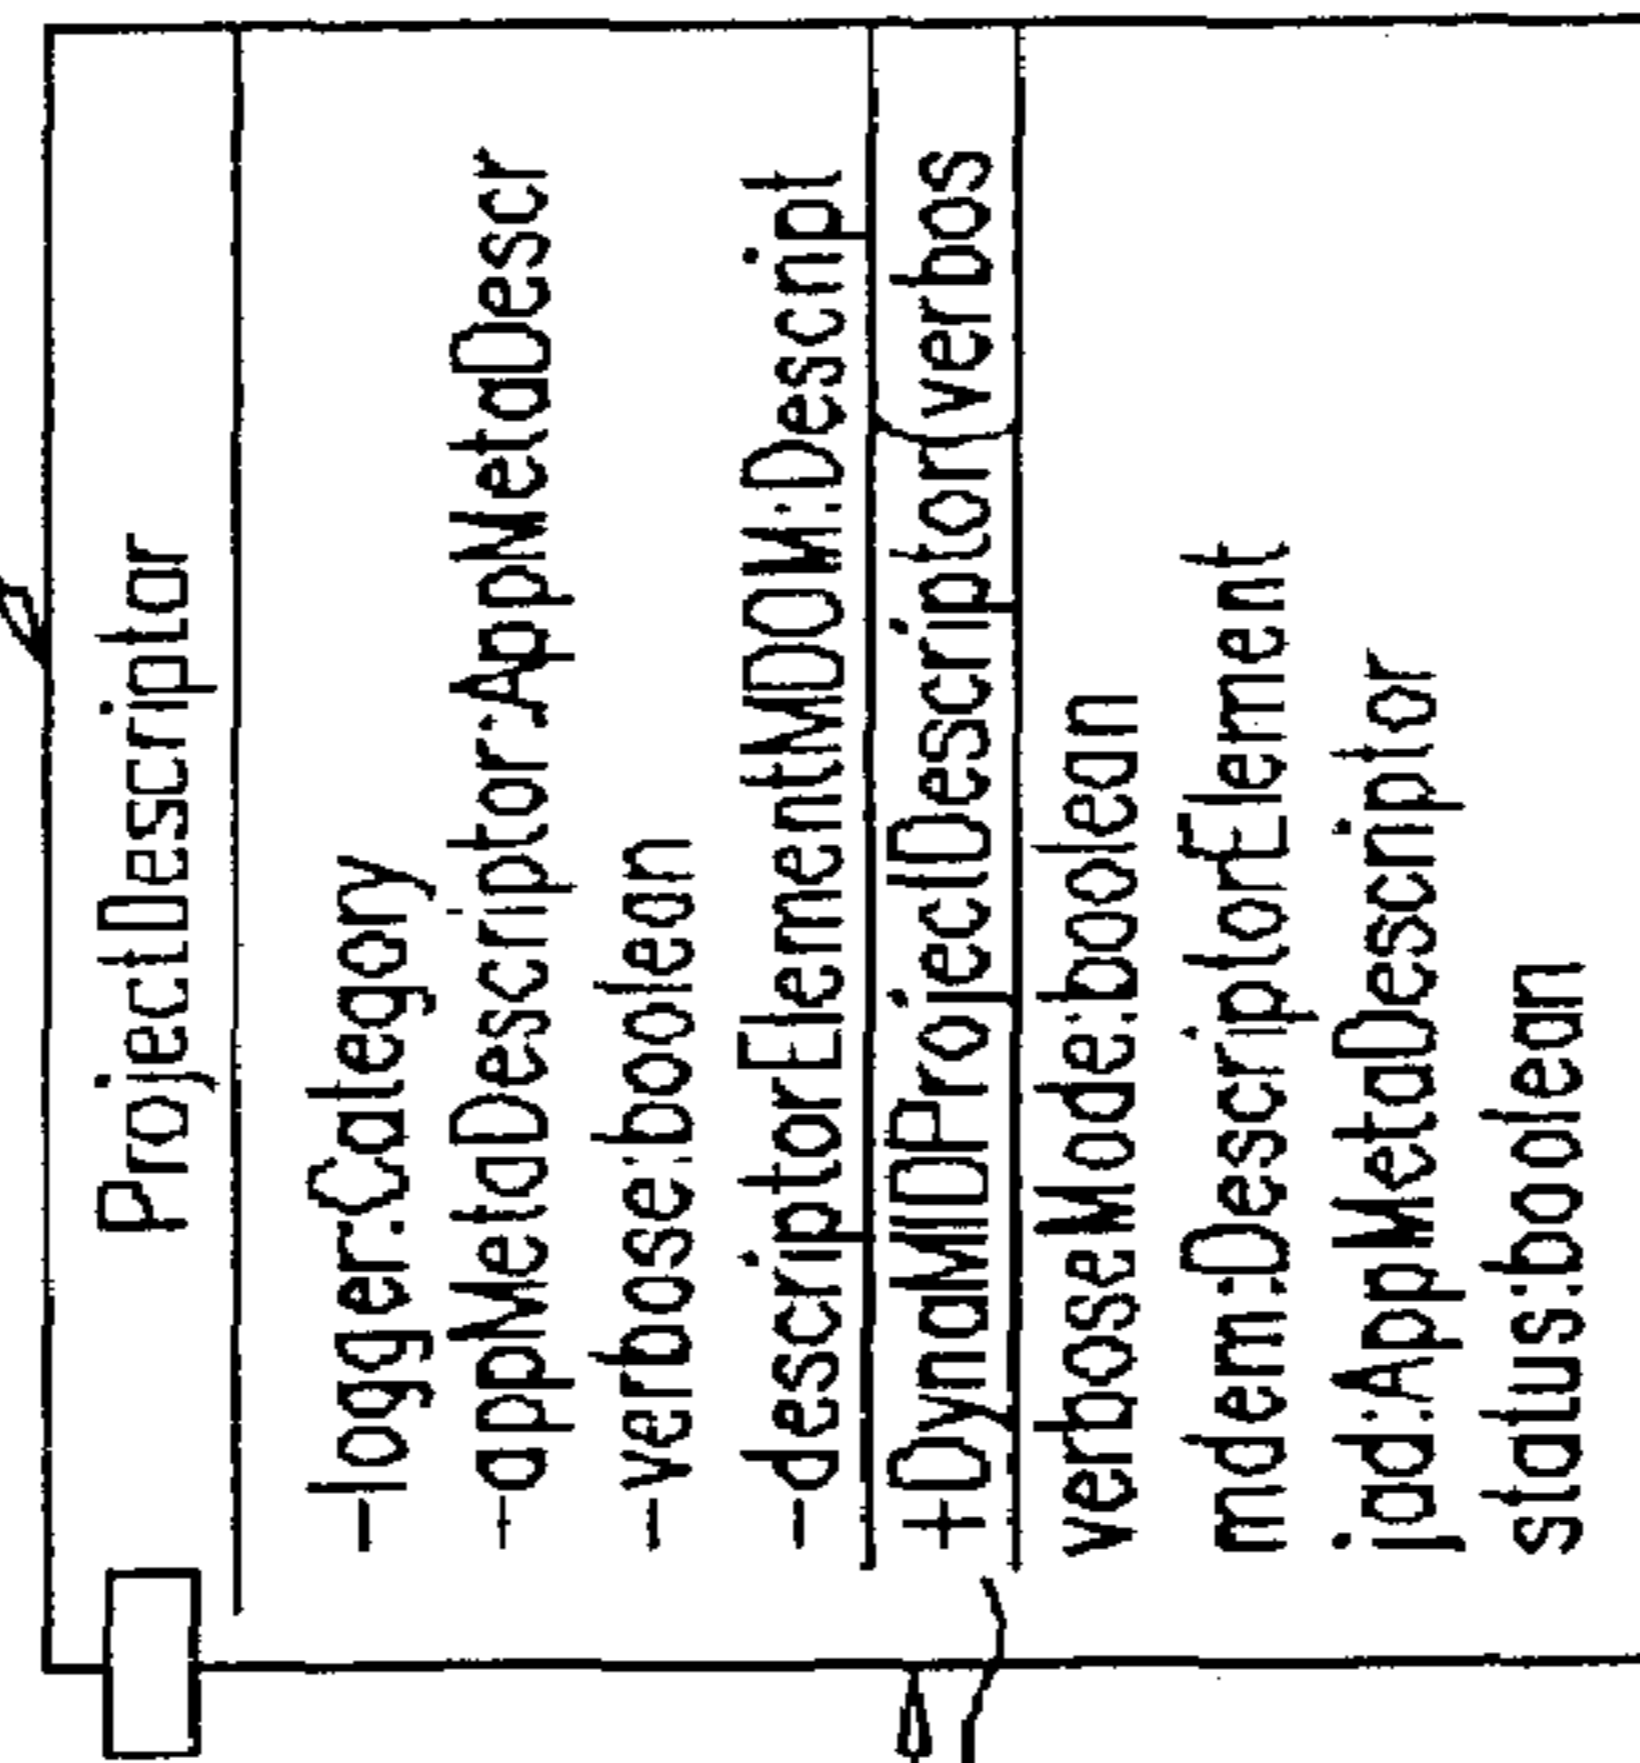 ProjectDescriptor
-logger:Category
-appMetaDescriptor:AppMetaDescr
-verbose:boolean
-descriptorElementMDOM:Descript
+DynaMIDProjectDescriptor(verbos
verboseMode:boolean
mdem:DescriptorElement
jad:AppMetaDescriptor
status:boolean